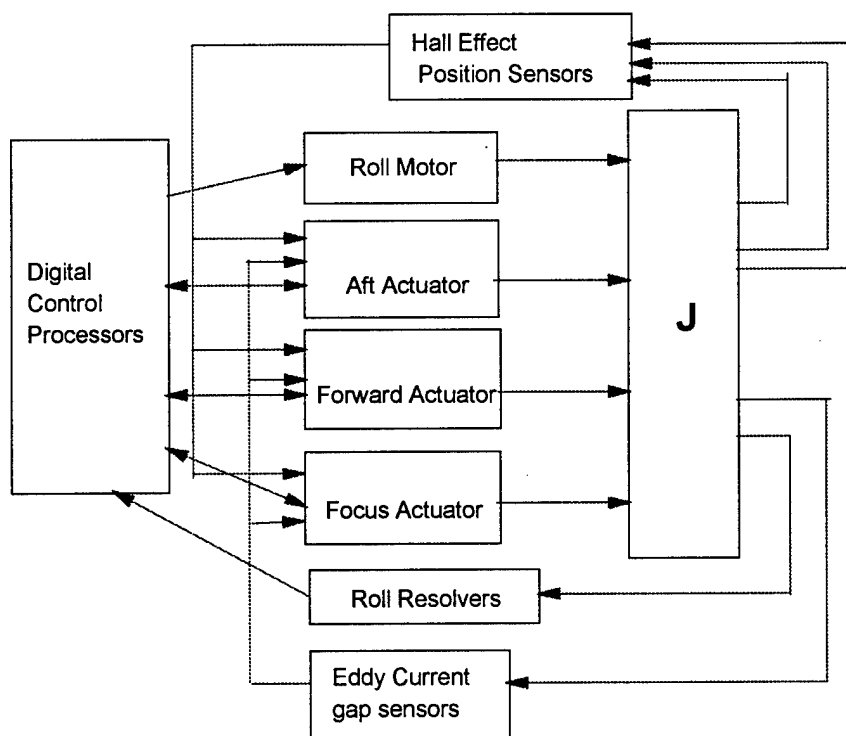 Hall Effect
Position Sensors
Roll Motor
Digital
Control
Processors
Aft Actuator
J
Forward Actuator
Focus Actuator
Roll Resolvers
Eddy Current
gap sensors